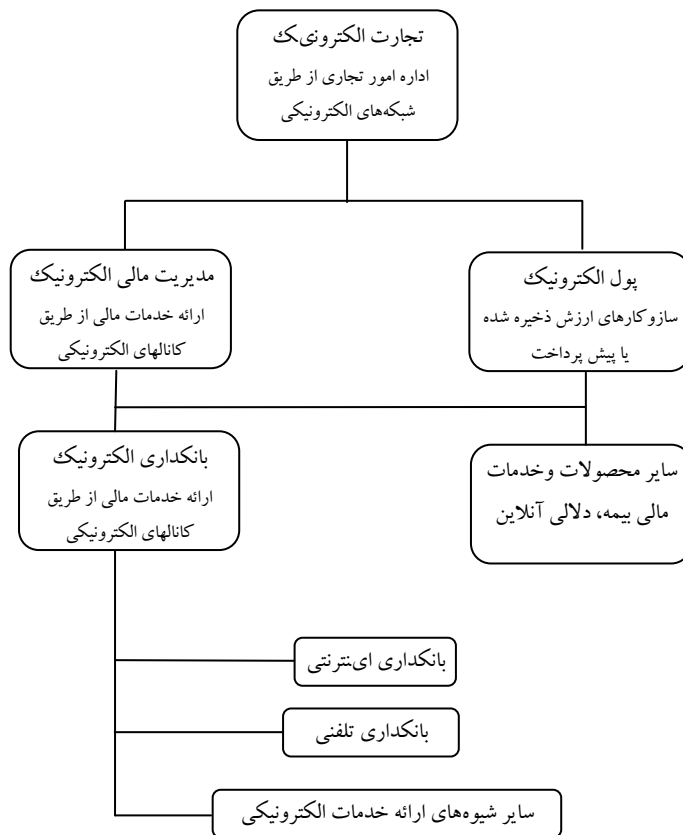 تجارت الکترونیک
اداره امور تجاری از طریق
شبکه‌های الکترونیکی
پول الکترونیک
سازوکارهای ارزش ذخیره شده
یا پیش پرداخت
مدیریت مالی الکترونیک
ارائه خدمات مالی از طریق
کانالهای الکترونیکی
سایر محصولات وخدمات
مالی بیمه، دلالی آنلاین
بانکداری الکترونیک
ارائه خدمات مالی از طریق
کانالهای الکترونیکی
بانکداری اینترنتی
بانکداری تلفنی
سایر شیوه‌های ارائه خدمات الکترونیکی